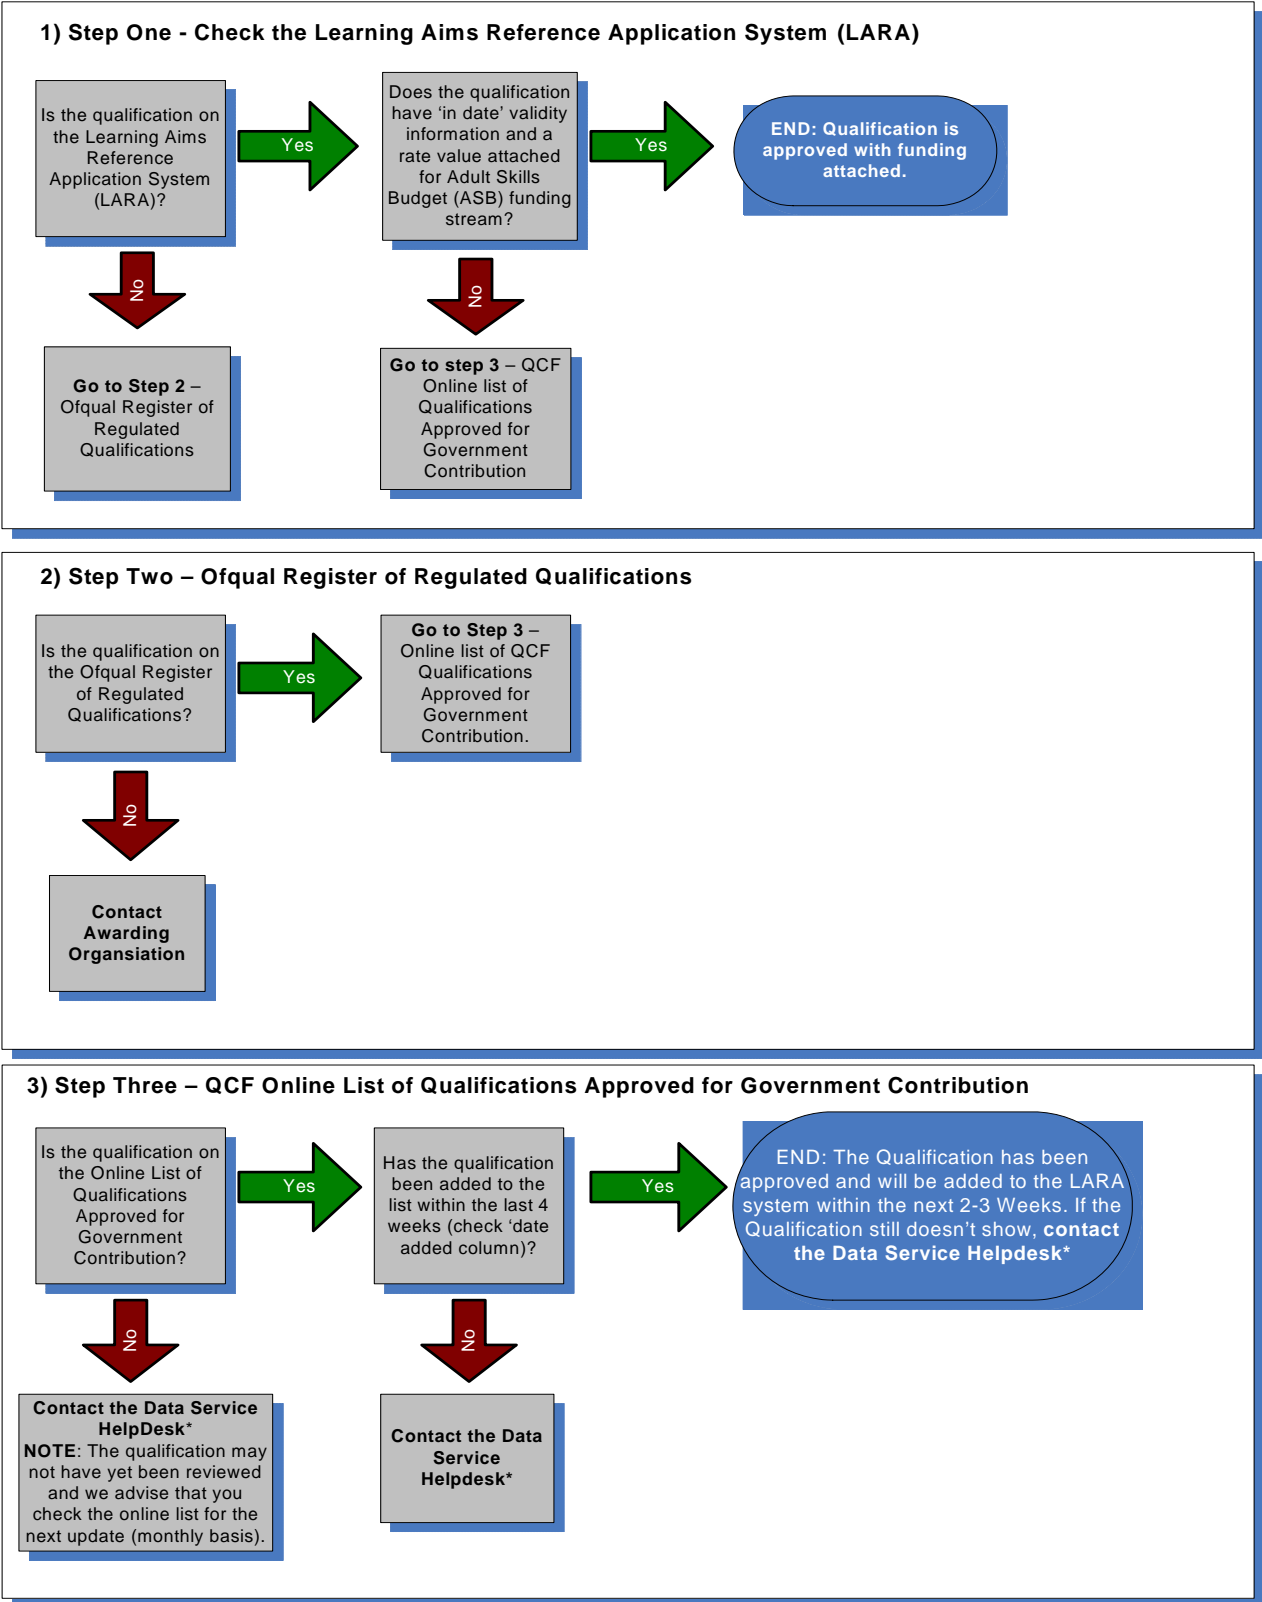 1) Step One - Check the Learning Aims Reference Application System (LARA)
Is the qualification on
the Learning Aims
Reference
Application System
(LARA)?
Yes
Does the qualification
have ‘in date’ validity
information and a
rate value attached
for Adult Skills
Budget (ASB) funding
stream?
Yes
END: Qualification is
approved with funding
attached.
No
No
Go to Step 2 –
Ofqual Register of
Regulated
Qualifications
Go to step 3 – QCF
Online list of
Qualifications
Approved for
Government
Contribution
2) Step Two – Ofqual Register of Regulated Qualifications
Is the qualification on
the Ofqual Register
of Regulated
Qualifications?
Yes
Go to Step 3 –
Online list of QCF
Qualifications
Approved for
Government
Contribution.
No
Contact
Awarding
Organsiation
3) Step Three – QCF Online List of Qualifications Approved for Government Contribution
Is the qualification on
the Online List of
Qualifications
Approved for
Government
Contribution?
Yes
Has the qualification
been added to the
list within the last 4
weeks (check ‘date
added column)?
Yes
END: The Qualification has been
approved and will be added to the LARA
system within the next 2-3 Weeks. If the
Qualification still doesn’t show, contact
the Data Service Helpdesk*
No
No
Contact the Data Service
HelpDesk*
NOTE: The qualification may
not have yet been reviewed
and we advise that you
check the online list for the
next update (monthly basis).
Contact the Data
Service
Helpdesk*